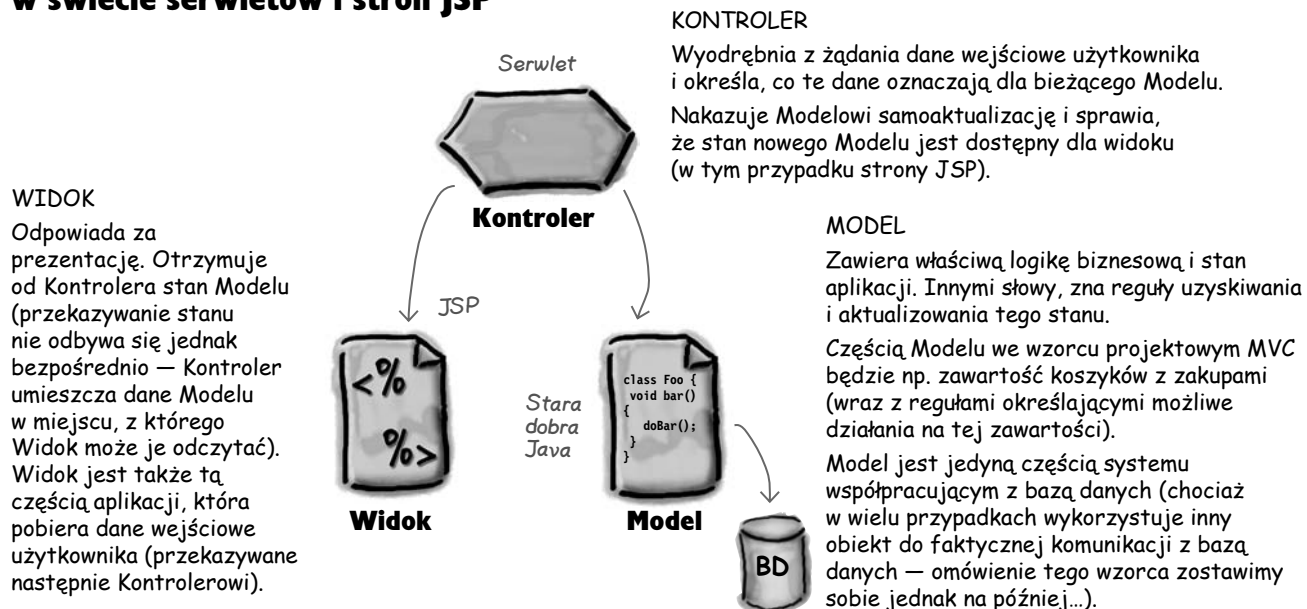 w świecie serwletów i stron JSP
KONTROLER
Wyodrębnia z żądania dane wejściowe użytkownika
i określa, co te dane oznaczają dla bieżącego Modelu.
Nakazuje Modelowi samoaktualizację i sprawia,
że stan nowego Modelu jest dostępny dla widoku
(w tym przypadku strony JSP).
Serwlet
Kontroler
WIDOK
Odpowiada za
prezentację. Otrzymuje
od Kontrolera stan Modelu
(przekazywanie stanu
nie odbywa się jednak
bezpośrednio — Kontroler
umieszcza dane Modelu
w miejscu, z którego
Widok może je odczytać).
Widok jest także tą
częścią aplikacji, która
pobiera dane wejściowe
użytkownika (przekazywane
następnie Kontrolerowi).
JSP
<%
%>
Widok
Stara
dobra
Java
class Foo {
void bar()
{
doBar();
}
}
Model
BD
MODEL
Zawiera właściwą logikę biznesową i stan
aplikacji. Innymi słowy, zna reguły uzyskiwania
i aktualizowania tego stanu.
Częścią Modelu we wzorcu projektowym MVC
będzie np. zawartość koszyków z zakupami
(wraz z regułami określającymi możliwe
działania na tej zawartości).
Model jest jedyną częścią systemu
współpracującym z bazą danych (chociaż
w wielu przypadkach wykorzystuje inny
obiekt do faktycznej komunikacji z bazą
danych — omówienie tego wzorca zostawimy
sobie jednak na później…).